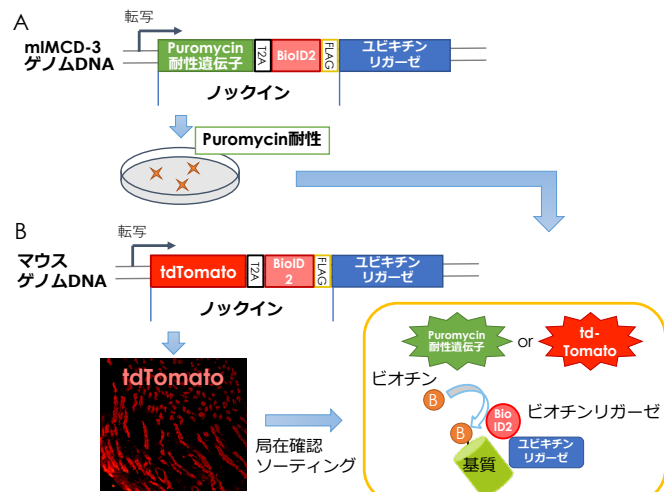 A
転写
mIMCD-3
ゲノムDNA
Puromycin
耐性遺伝子
T2A
BioID2
FLAG
ユビキチン
リガーゼ
ノックイン
Puromycin耐性
B
転写
マウス
ゲノムDNA
tdTomato
T2A
BioID
2
FLAG
ユビキチン
リガーゼ
ノックイン
tdTomato
局在確認
ソーティング
Puromycin
耐性遺伝子
or
td-
Tomato
ビオチン
B
Bio
ID2
ビオチンリガーゼ
B
ユビキチン
リガーゼ
基質